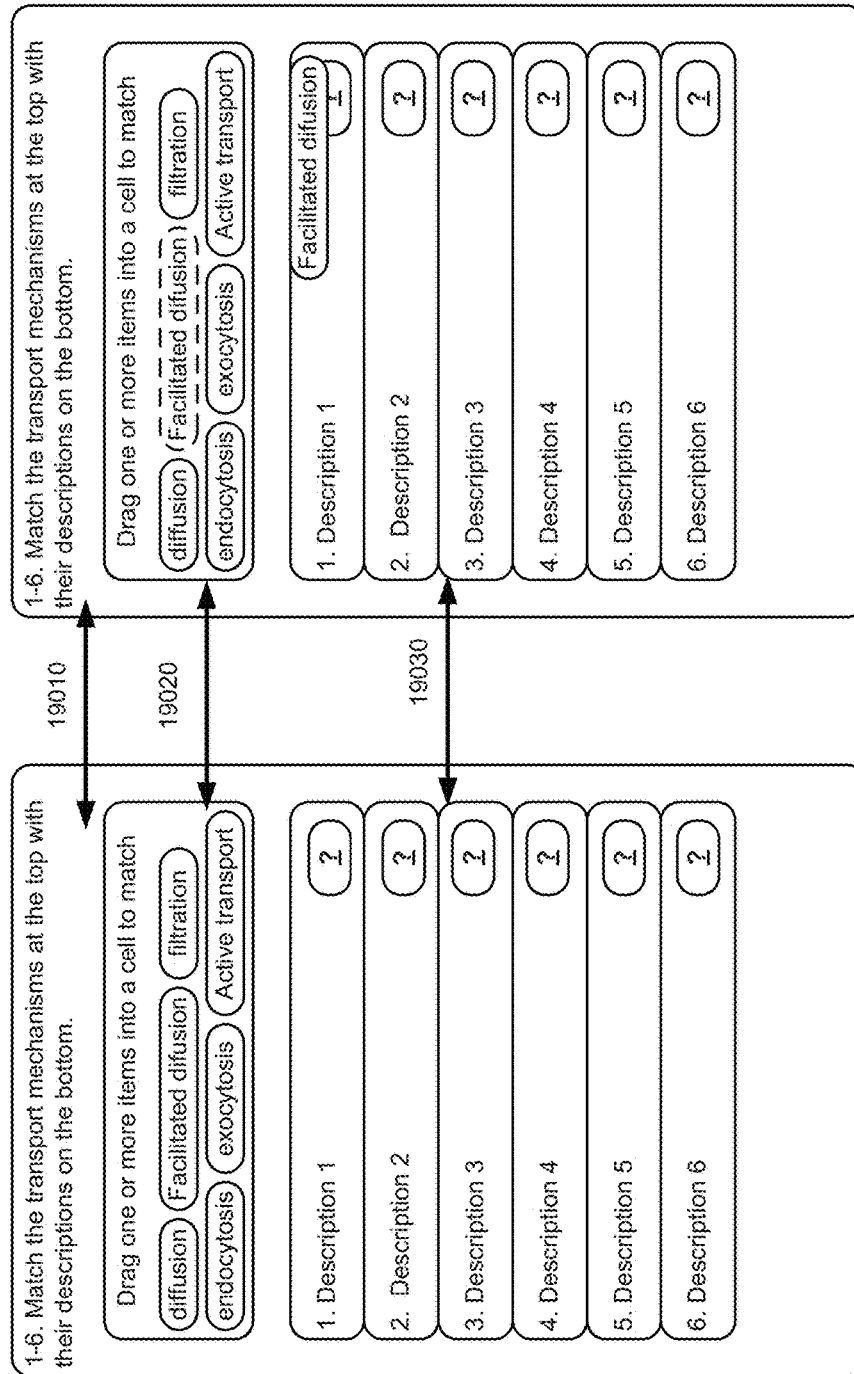 1-6. Match the transport mechanisms at the top with
their descriptions on the bottom.
Drag one or more items into a cell to match
diffusion Facilitated difusion filtration
endocytosis exocytosis Active transport
1. Description 1 ?
2. Description 2 ?
3. Description 3 ?
4. Description 4 ?
5. Description 5 ?
6. Description 6 ?
19010
19020
19030
1-6. Match the transport mechanisms at the top with
their descriptions on the bottom.
Drag one or more items into a cell to match
diffusion Facilitated difusion filtration
endocytosis exocytosis Active transport
Facilitated difusion
1. Description 1 ?
2. Description 2 ?
3. Description 3 ?
4. Description 4 ?
5. Description 5 ?
6. Description 6 ?